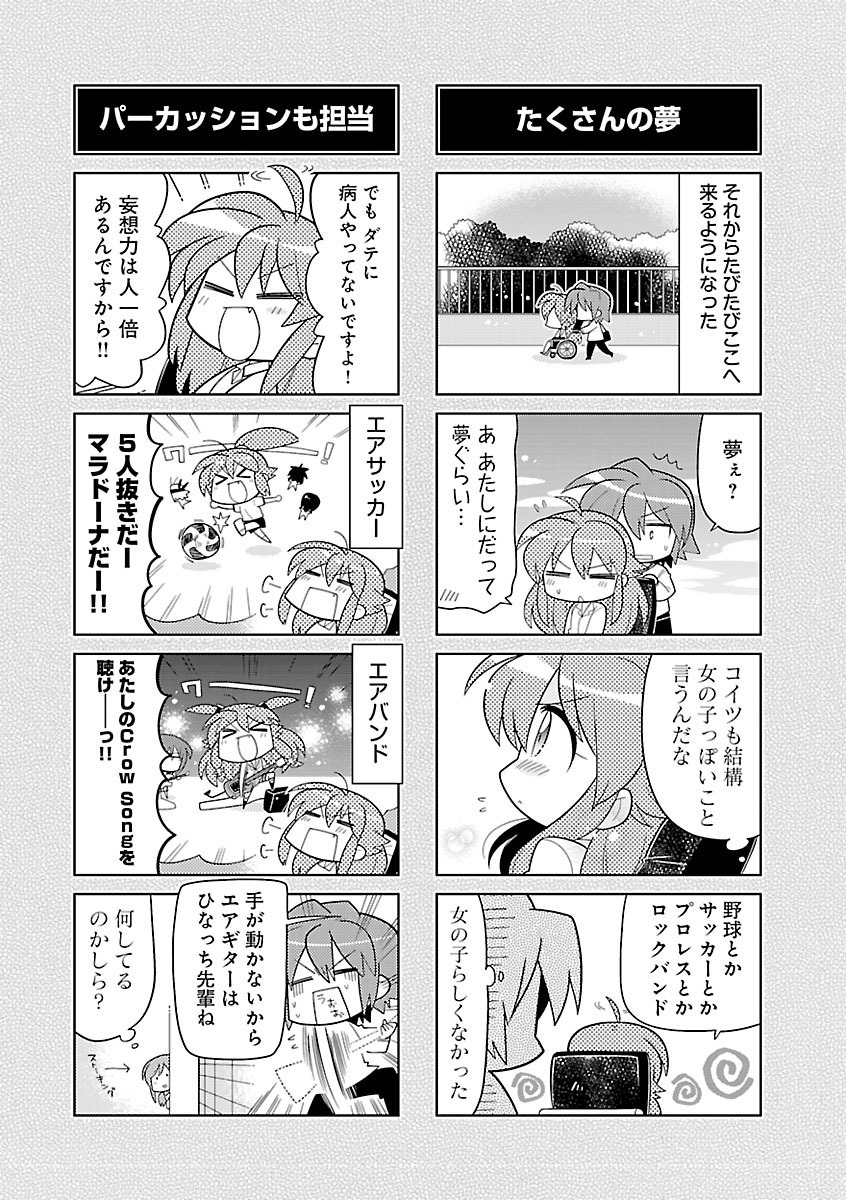 たくさんの夢
それからたびたびここへ
来るようになった
夢ぇ？
あ あたしにだって
夢ぐらい…
コイツも結構
女の子っぽいこと
言うんだな
野球とか
サッカーとか
プロレスとか
ロックバンド
女の子らしくなかった
パーカッションも担当
でも ダテに
病人やってないですよ！
妄想力は人一倍
あるんですから!!
エアサッカー
ワー
５人抜きだー
マラドーナだー!!
エアバンド
ワー
あたしのCrow Songを
聴け――っ!!
手が動かないから
エアギターは
ひなっち先輩ね
何してる
のかしら？